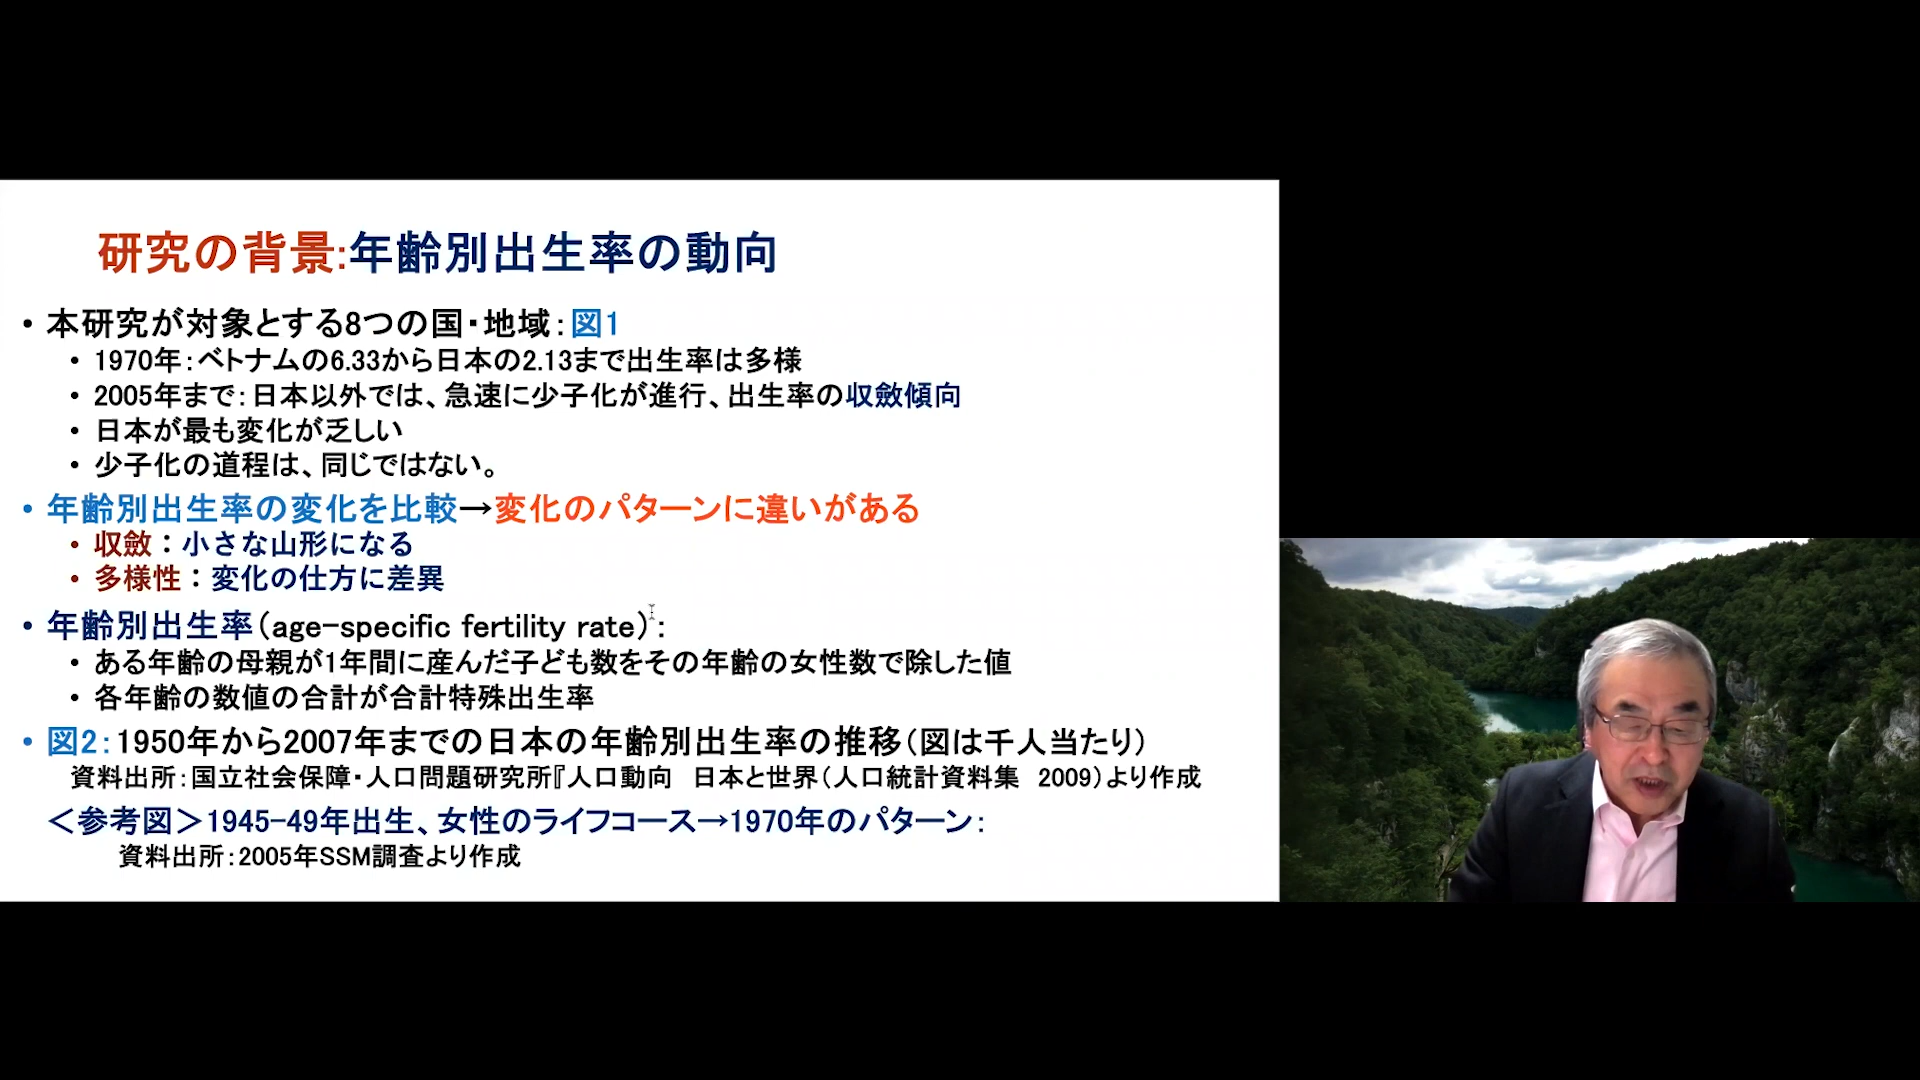 研究の背景:年齢別出生率の動向
• 本研究が対象とする8つの国・地域：図1
• 1970年：ベトナムの6.33から日本の2.13まで出生率は多様
• 2005年まで：日本以外では、急速に少子化が進行、出生率の収斂傾向
• 日本が最も変化が乏しい
• 少子化の道程は、同じではない。
• 年齢別出生率の変化を比較→変化のパターンに違いがある
• 収斂：小さな山形になる
• 多様性：変化の仕方に差異
• 年齢別出生率（age-specific fertility rate）：
• ある年齢の母親が1年間に産んだ子ども数をその年齢の女性数で除した値
• 各年齢の数値の合計が合計特殊出生率
• 図2：1950年から2007年までの日本の年齢別出生率の推移（図は千人当たり）
資料出所：国立社会保障・人口問題研究所『人口動向　日本と世界（人口統計資料集　2009）より作成
＜参考図＞1945-49年出生、女性のライフコース→1970年のパターン：
資料出所：2005年SSM調査より作成